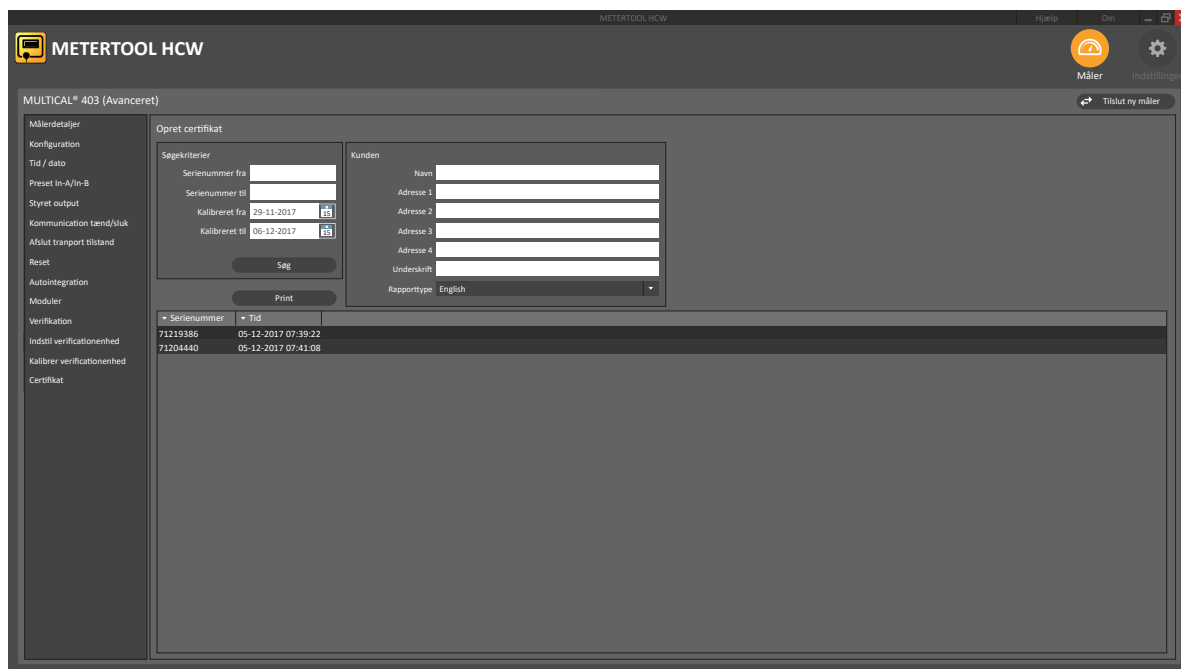 METERTOOL HCW
Hjælp
Om
METERTOOL HCW
Måler
Indstillinger
MULTICAL® 403 (Avanceret)
Tilslut ny måler
Målerdetaljer
Konfiguration
Tid / dato
Preset In-A/In-B
Styret output
Kommunication tænd/sluk
Afslut tranport tilstand
Reset
Autointegration
Moduler
Verifikation
Indstil verificationenhed
Kalibrer verificationenhed
Certifikat
Opret certifikat
Søgekriterier
Serienummer fra
Serienummer til
Kalibreret fra 29-11-2017 15
Kalibreret til 06-12-2017 15
Søg
Print
Kunden
Navn
Adresse 1
Adresse 2
Adresse 3
Adresse 4
Underskrift
Rapporttype English
Serienummer Tid
71219386 05-12-2017 07:39:22
71204440 05-12-2017 07:41:08